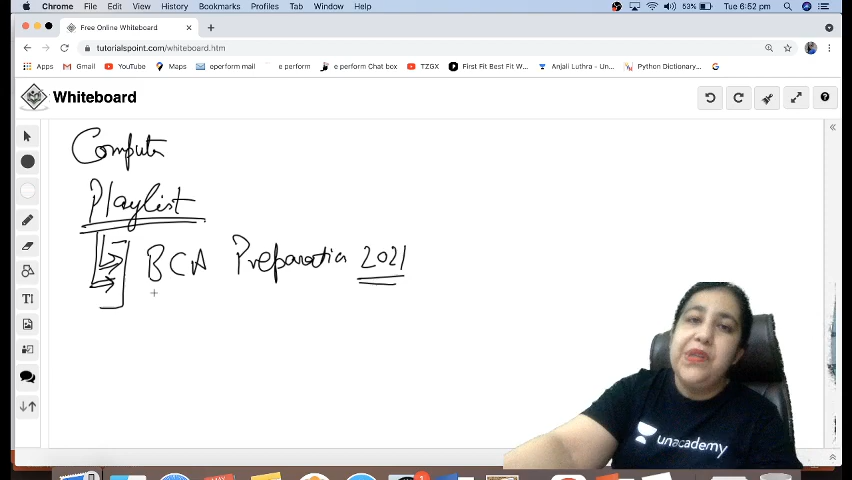 Chrome File Edit View History Bookmarks Profiles Tab Window Help 53% Tue 6:52 pm
Free Online Whiteboard
tutorialspoint.com/whiteboard.htm
Apps Gmail YouTube Maps eperform mail e perform e perform Chat box TZGX First Fit Best Fit W... Anjali Luthra - Un... Python Dictionary...
Whiteboard
Computer
Playlist
BCA Preparation 2021
unacademy